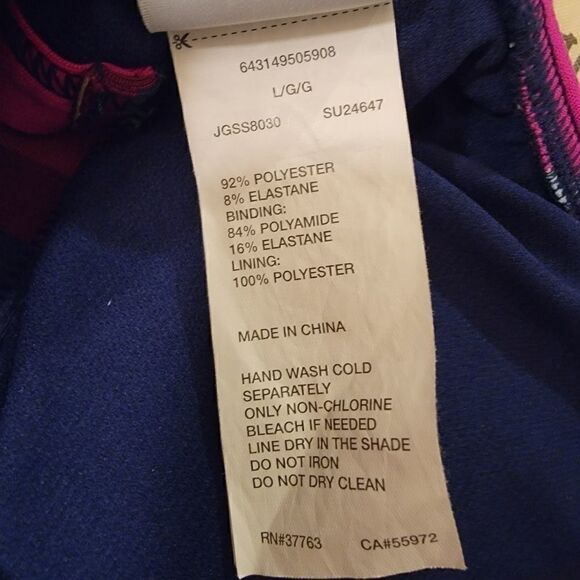 643149505908
L/G/G
JGSS8030 SU24647
92% POLYESTER
8% ELASTANE
BINDING:
84% POLYAMIDE
16% ELASTANE
LINING:
100% POLYESTER
MADE IN CHINA
HAND WASH COLD
SEPARATELY
ONLY NON-CHLORINE
BLEACH IF NEEDED
LINE DRY IN THE SHADE
DO NOT IRON
DO NOT DRY CLEAN
RN#37763 CA#55972